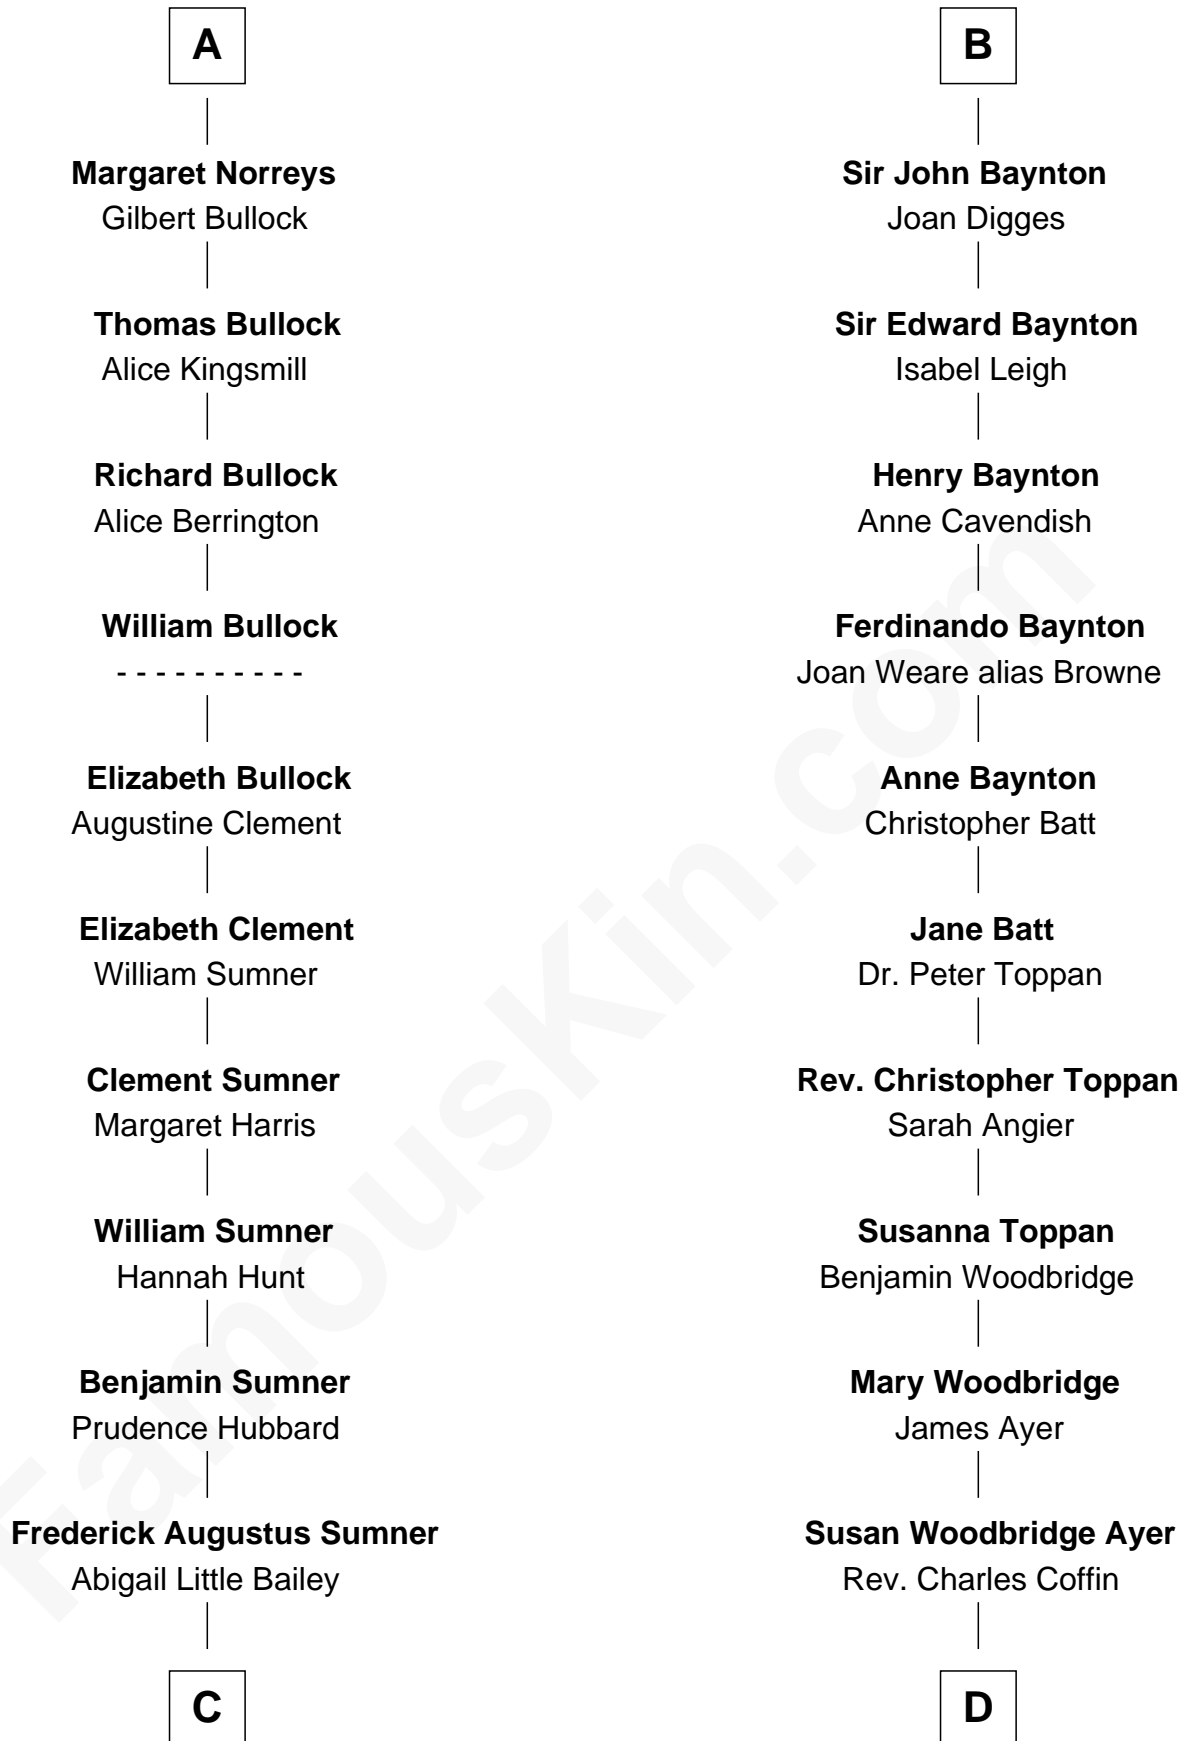 A
Margaret Norreys
Gilbert Bullock
Thomas Bullock
Alice Kingsmill
Richard Bullock
Alice Berrington
William Bullock
- - - - - - - - - -
Elizabeth Bullock
Augustine Clement
Elizabeth Clement
William Sumner
Clement Sumner
Margaret Harris
William Sumner
Hannah Hunt
Benjamin Sumner
Prudence Hubbard
Frederick Augustus Sumner
Abigail Little Bailey
C
B
Sir John Baynton
Joan Digges
Sir Edward Baynton
Isabel Leigh
Henry Baynton
Anne Cavendish
Ferdinando Baynton
Joan Weare alias Browne
Anne Baynton
Christopher Batt
Jane Batt
Dr. Peter Toppan
Rev. Christopher Toppan
Sarah Angier
Susanna Toppan
Benjamin Woodbridge
Mary Woodbridge
James Ayer
Susan Woodbridge Ayer
Rev. Charles Coffin
D
FamousKin.com